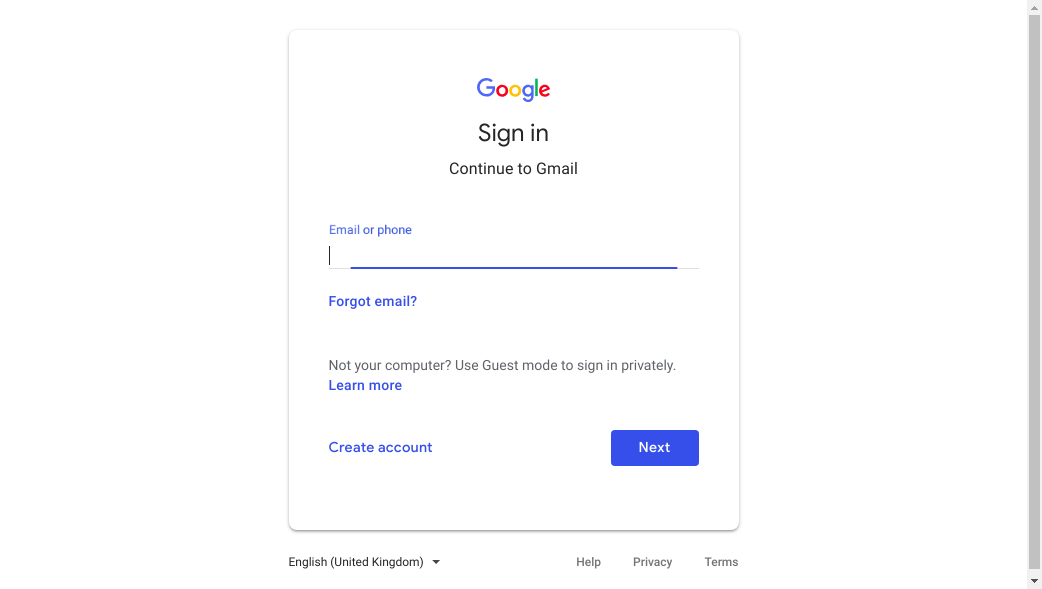 Google
Sign in
Continue to Gmail
Email or phone
Forgot email?
Not your computer? Use Guest mode to sign in privately.
Learn more
Create account
Next
English (United Kingdom)
Help
Privacy
Terms